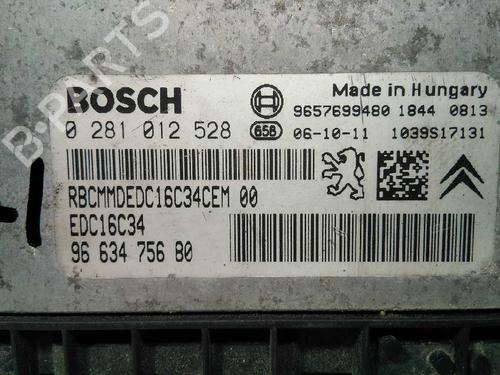 B-PARTS
BOSCH
Made in Hungary
9657699480 1844 0813
0 281 012 528
656 06-10-11 1039S17131
RBCMMDEDC16C34CEM 00
EDC16C34
96 634 756 80